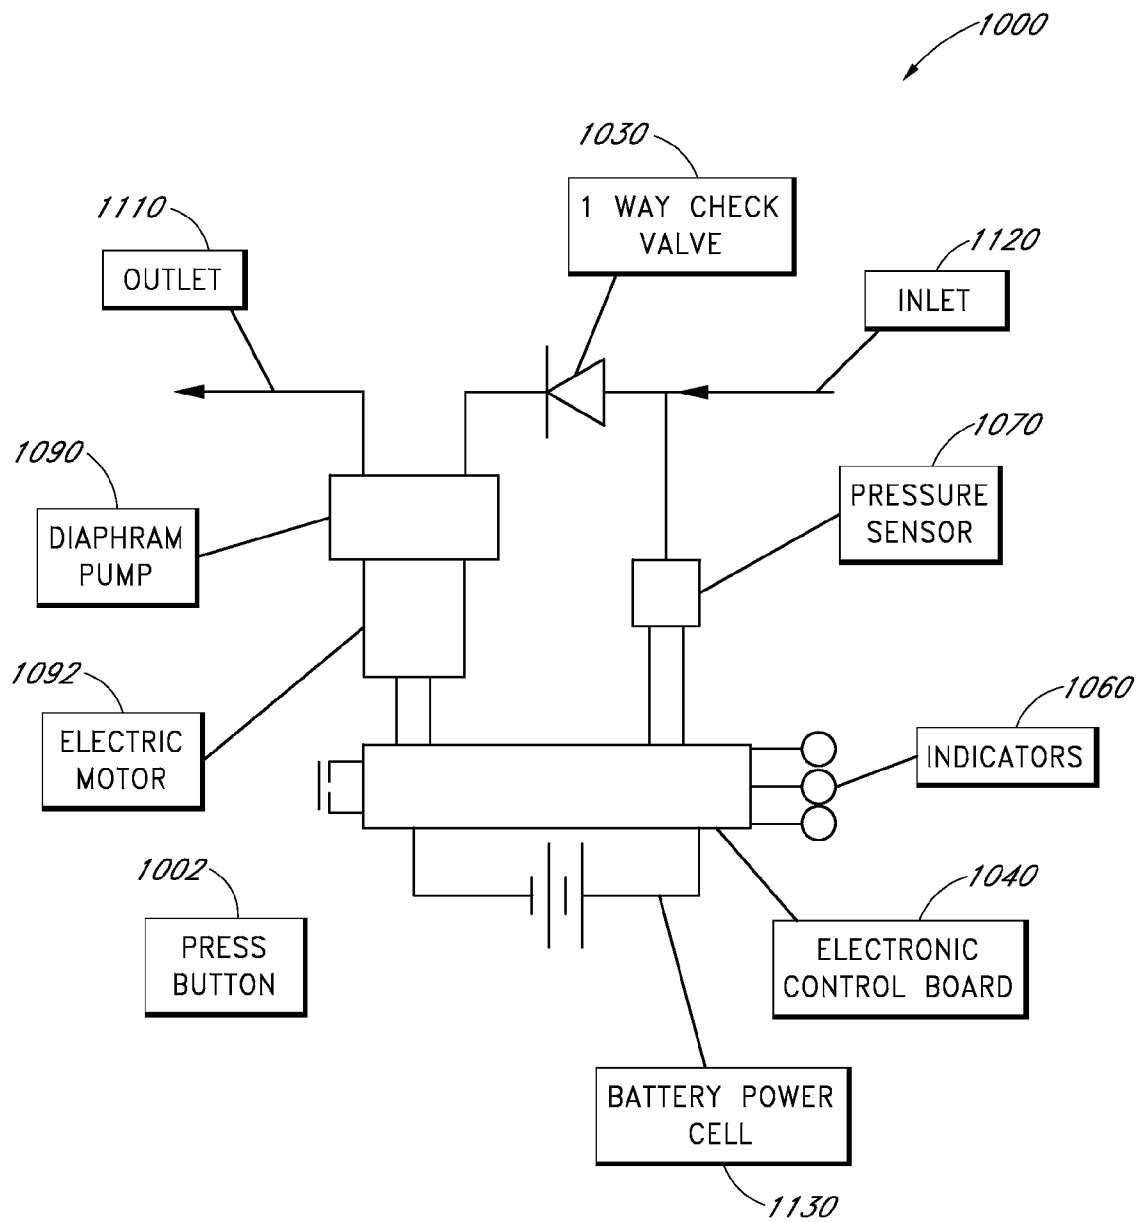 1000
1030
1 WAY CHECK
VALVE
1110
OUTLET
1120
INLET
1090
DIAPHRAM
PUMP
1070
PRESSURE
SENSOR
1092
ELECTRIC
MOTOR
1060
INDICATORS
1002
PRESS
BUTTON
1040
ELECTRONIC
CONTROL BOARD
BATTERY POWER
CELL
1130